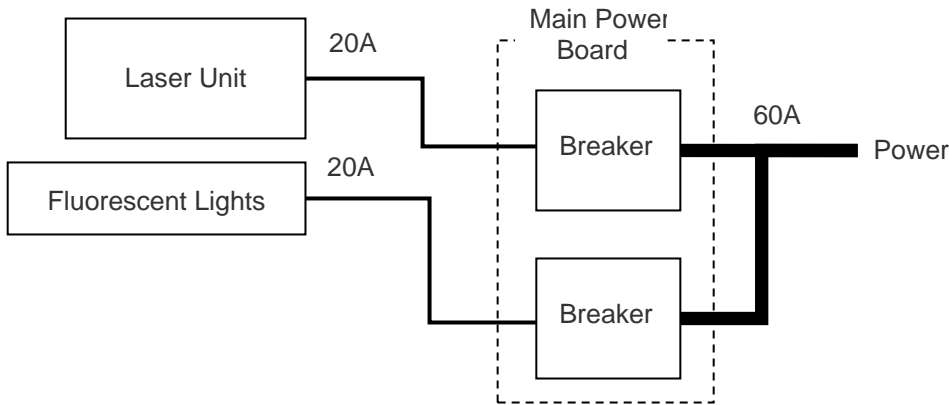 Main Power
Board
20A
Laser Unit
60A
Breaker
Power
20A
Fluorescent Lights
Breaker